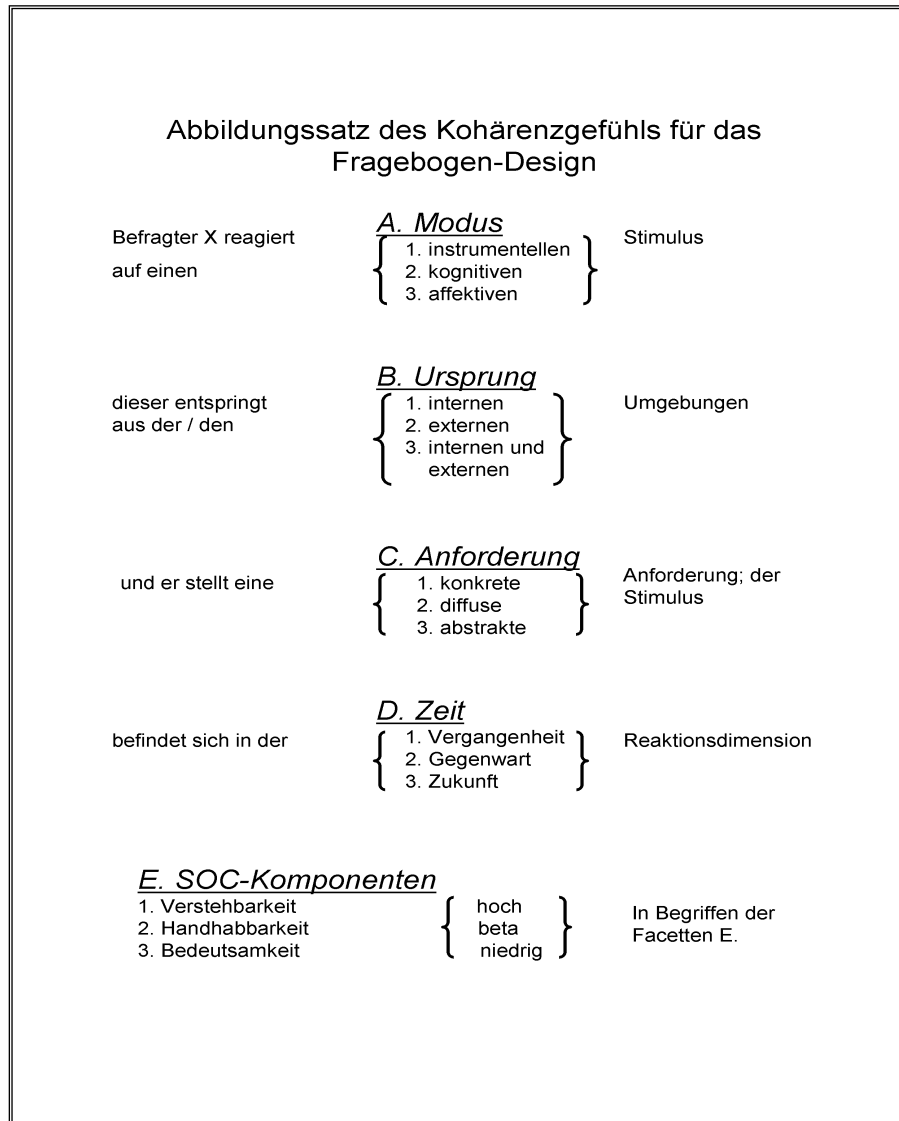 Abbildungssatz des Kohärenzgefühls für das
Fragebogen-Design
A. Modus
Befragter X reagiert
auf einen
1. instrumentellen
2. kognitiven
3. affektiven
Stimulus
B. Ursprung
dieser entspringt
aus der / den
1. internen
2. externen
3. internen und
externen
Umgebungen
C. Anforderung
und er stellt eine
1. konkrete
2. diffuse
3. abstrakte
Anforderung; der
Stimulus
D. Zeit
befindet sich in der
1. Vergangenheit
2. Gegenwart
3. Zukunft
Reaktionsdimension
E. SOC-Komponenten
1. Verstehbarkeit
2. Handhabbarkeit
3. Bedeutsamkeit
hoch
beta
niedrig
In Begriffen der
Facetten E.